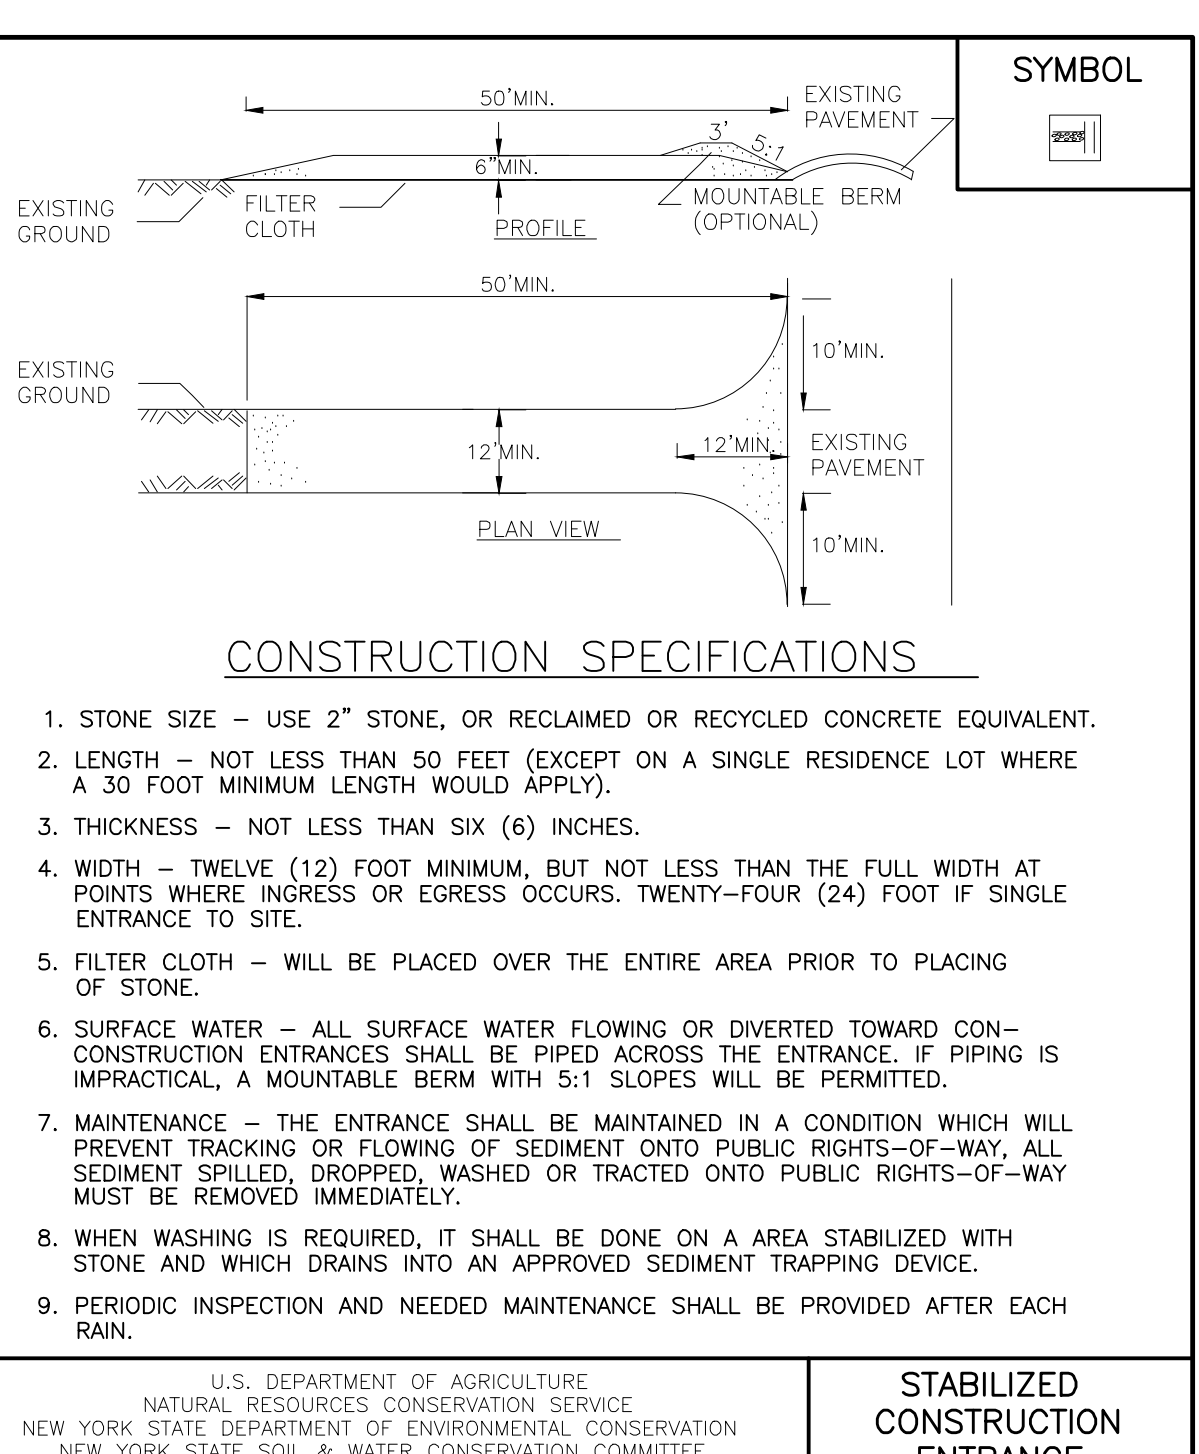 SYMBOL
50'MIN.
EXISTING
PAVEMENT
3'
5:1
6"MIN.
EXISTING
GROUND
FILTER
CLOTH
PROFILE
MOUNTABLE BERM
(OPTIONAL)
50'MIN.
10'MIN.
EXISTING
GROUND
12'MIN.
12'MIN.
EXISTING
PAVEMENT
PLAN VIEW
10'MIN.
CONSTRUCTION SPECIFICATIONS
1. STONE SIZE – USE 2" STONE, OR RECLAIMED OR RECYCLED CONCRETE EQUIVALENT.
2. LENGTH – NOT LESS THAN 50 FEET (EXCEPT ON A SINGLE RESIDENCE LOT WHERE
A 30 FOOT MINIMUM LENGTH WOULD APPLY).
3. THICKNESS – NOT LESS THAN SIX (6) INCHES.
4. WIDTH – TWELVE (12) FOOT MINIMUM, BUT NOT LESS THAN THE FULL WIDTH AT
POINTS WHERE INGRESS OR EGRESS OCCURS. TWENTY–FOUR (24) FOOT IF SINGLE
ENTRANCE TO SITE.
5. FILTER CLOTH – WILL BE PLACED OVER THE ENTIRE AREA PRIOR TO PLACING
OF STONE.
6. SURFACE WATER – ALL SURFACE WATER FLOWING OR DIVERTED TOWARD CON–
CONSTRUCTION ENTRANCES SHALL BE PIPED ACROSS THE ENTRANCE. IF PIPING IS
IMPRACTICAL, A MOUNTABLE BERM WITH 5:1 SLOPES WILL BE PERMITTED.
7. MAINTENANCE – THE ENTRANCE SHALL BE MAINTAINED IN A CONDITION WHICH WILL
PREVENT TRACKING OR FLOWING OF SEDIMENT ONTO PUBLIC RIGHTS–OF–WAY, ALL
SEDIMENT SPILLED, DROPPED, WASHED OR TRACTED ONTO PUBLIC RIGHTS–OF–WAY
MUST BE REMOVED IMMEDIATELY.
8. WHEN WASHING IS REQUIRED, IT SHALL BE DONE ON A AREA STABILIZED WITH
STONE AND WHICH DRAINS INTO AN APPROVED SEDIMENT TRAPPING DEVICE.
9. PERIODIC INSPECTION AND NEEDED MAINTENANCE SHALL BE PROVIDED AFTER EACH
RAIN.
U.S. DEPARTMENT OF AGRICULTURE
NATURAL RESOURCES CONSERVATION SERVICE
NEW YORK STATE DEPARTMENT OF ENVIRONMENTAL CONSERVATION
NEW YORK STATE SOIL & WATER CONSERVATION COMMITTEE
STABILIZED
CONSTRUCTION
ENTRANCE